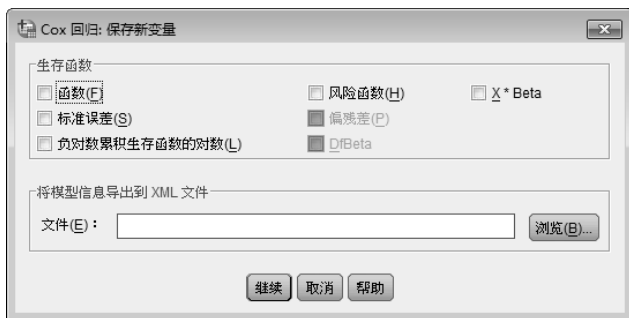 Cox 回归: 保存新变量
生存函数
函数(F)
风险函数(H)
X * Beta
标准误差(S)
偏残差(P)
负对数累积生存函数的对数(L)
DfBeta
将模型信息导出到 XML 文件
文件(E):
浏览(B)...
继续 取消 帮助